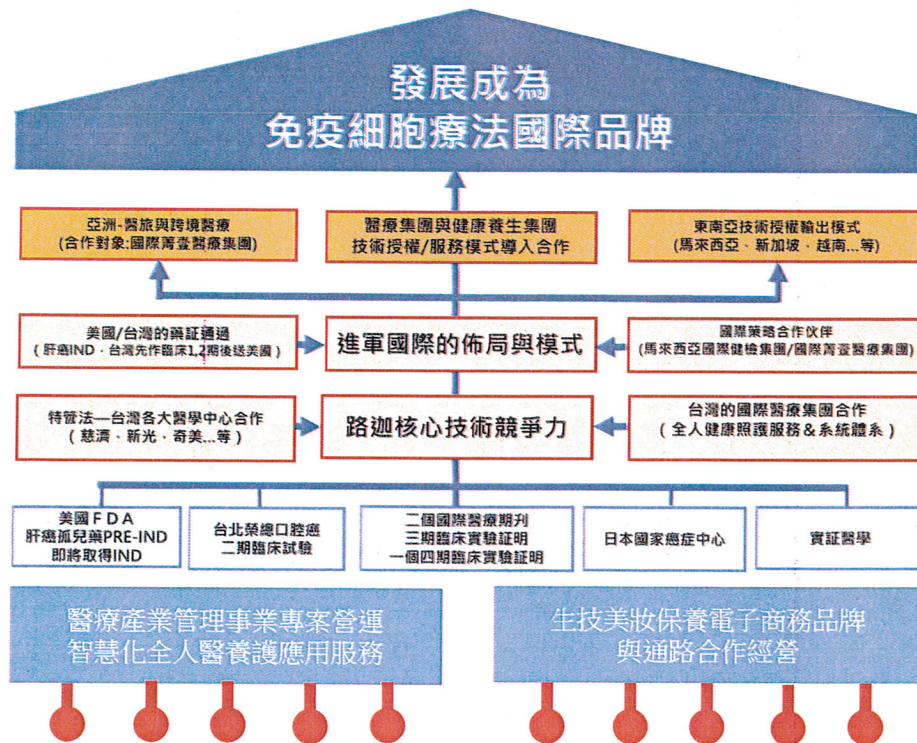 發展成為
免疫細胞療法國際品牌
亞洲-醫旅與跨境醫療
(合作對象:國際菁壹醫療集團)
醫療集團與健康養生集團
技術授權/服務模式導入合作
東南亞技術授權輸出模式
(馬來西亞、新加坡、越南...等)
美國/台灣的藥証通過
(肝癌IND、台灣先作臨床1,2期後送美國)
進軍國際的佈局與模式
國際策略合作伙伴
(馬來西亞國際健檢集團/國際菁壹醫療集團)
特管法—台灣各大醫學中心合作
(慈濟、新光、奇美...等)
路迦核心技術競爭力
台灣的國際醫療集團合作
(全人健康照護服務&系統體系)
美國FDA
肝癌孤兒藥PRE-IND
即將取得IND
台北榮總口腔癌
二期臨床試驗
二個國際醫療期刊
三期臨床實驗証明
一個四期臨床實驗証明
日本國家癌症中心
實証醫學
醫療產業管理事業專案營運
智慧化全人醫養護應用服務
生技美妝保養電子商務品牌
與通路合作經營